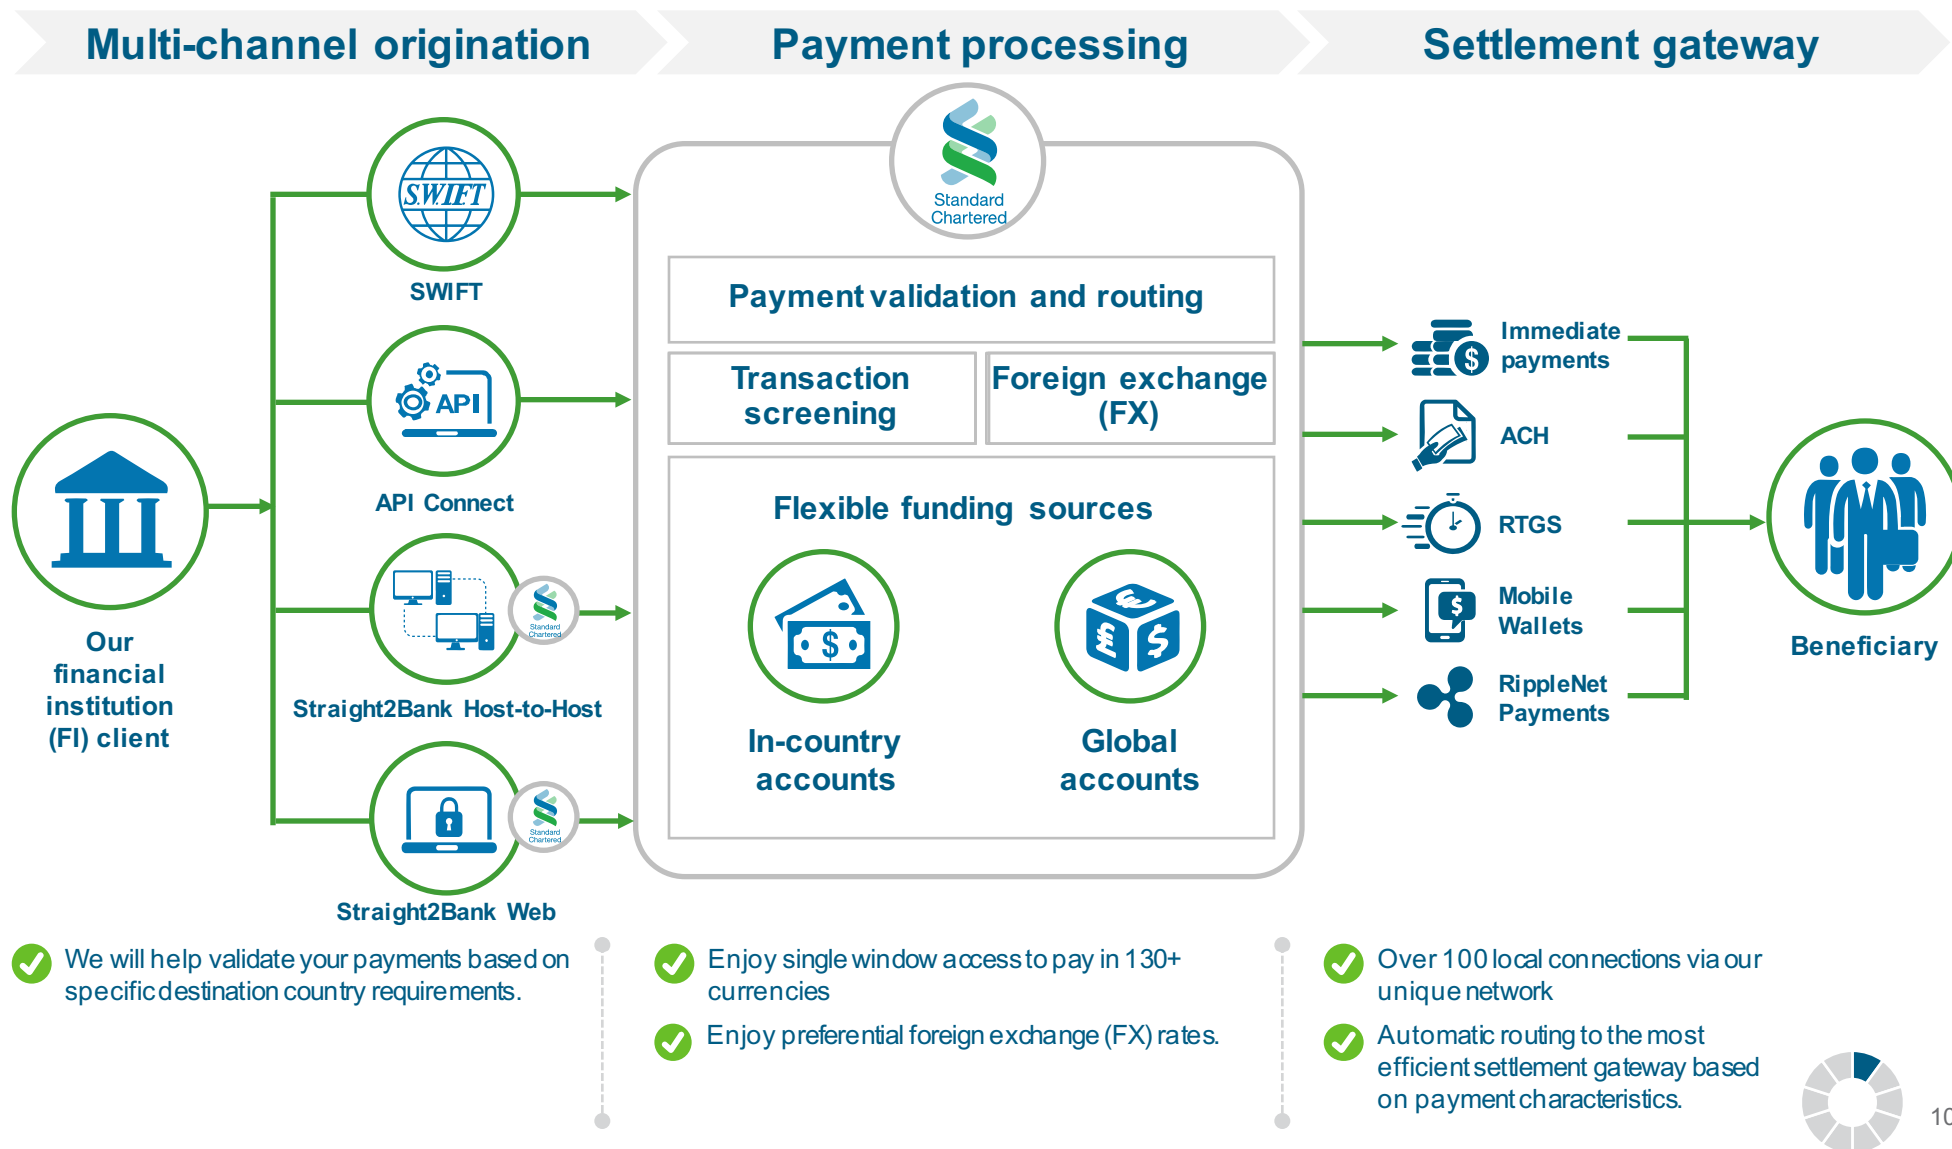 Multi-channel origination
Payment processing
Settlement gateway
S.W.I.F.T
SWIFT
API
API Connect
Our
financial
institution
(FI) client
Standard
Chartered
Straight2Bank Host-to-Host
Standard
Chartered
Straight2Bank Web
Standard
Chartered
Payment validation and routing
Transaction
screening
Foreign exchange
(FX)
Flexible funding sources
$
£
$
In-country
accounts
Global
accounts
$
Immediate
payments
ACH
RTGS
$
Mobile
Wallets
RippleNet
Payments
Beneficiary
We will help validate your payments based on
specific destination country requirements.
Enjoy single window access to pay in 130+
currencies
Enjoy preferential foreign exchange (FX) rates.
Over 100 local connections via our
unique network
Automatic routing to the most
efficient settlement gateway based
on payment characteristics.
10